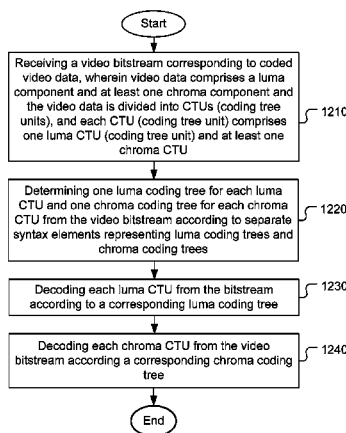 Start
Receiving a video bitstream corresponding to coded
video data, wherein video data comprises a luma
component and at least one chroma component and
the video data is divided into CTUs (coding tree
units), and each CTU (coding tree unit) comprises
one luma CTU (coding tree unit) and at least one
chroma CTU
1210
Determining one luma coding tree for each luma
CTU and one chroma coding tree for each chroma
CTU from the video bitstream according to separate
syntax elements representing luma coding trees and
chroma coding trees
1220
Decoding each luma CTU from the bitstream
according to a corresponding luma coding tree
1230
Decoding each chroma CTU from the video
bitstream according a corresponding chroma coding
tree
1240
End